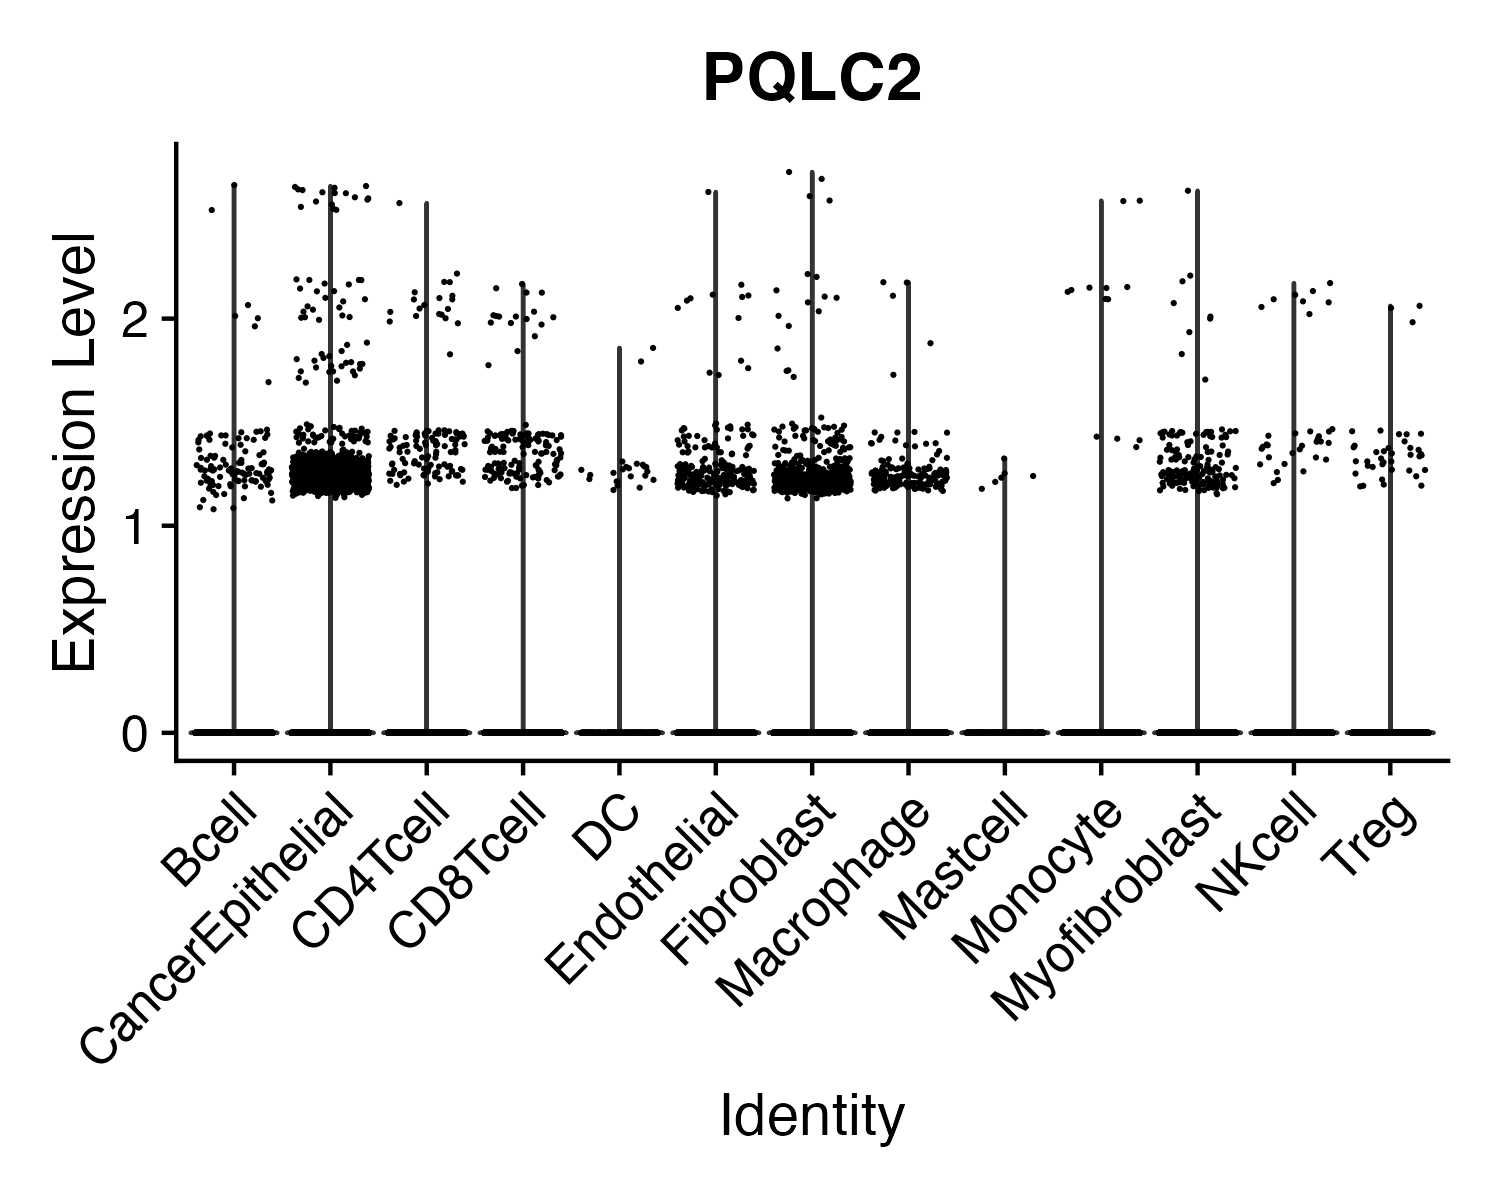 PQLC2
Expression Level
2
1
0
Bcell
CancerEpithelial
CD4Tcell
CD8Tcell
DC
Endothelial
Fibroblast
Macrophage
Mastcell
Monocyte
Myofibroblast
NKcell
Treg
Identity